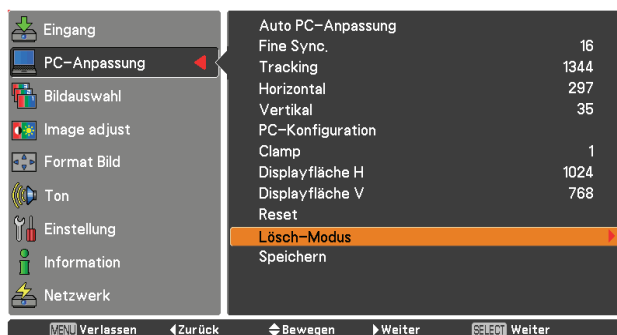 Eingang
PC-Anpassung
Bildauswahl
Image adjust
Format Bild
Ton
Einstellung
Information
Netzwerk
Auto PC-Anpassung
Fine Sync. 16
Tracking 1344
Horizontal 297
Vertikal 35
PC-Konfiguration
Clamp 1
Displayfläche H 1024
Displayfläche V 768
Reset
Lösch-Modus
Speichern
MENU Verlassen Zurück Bewegen Weiter SELECT Weiter